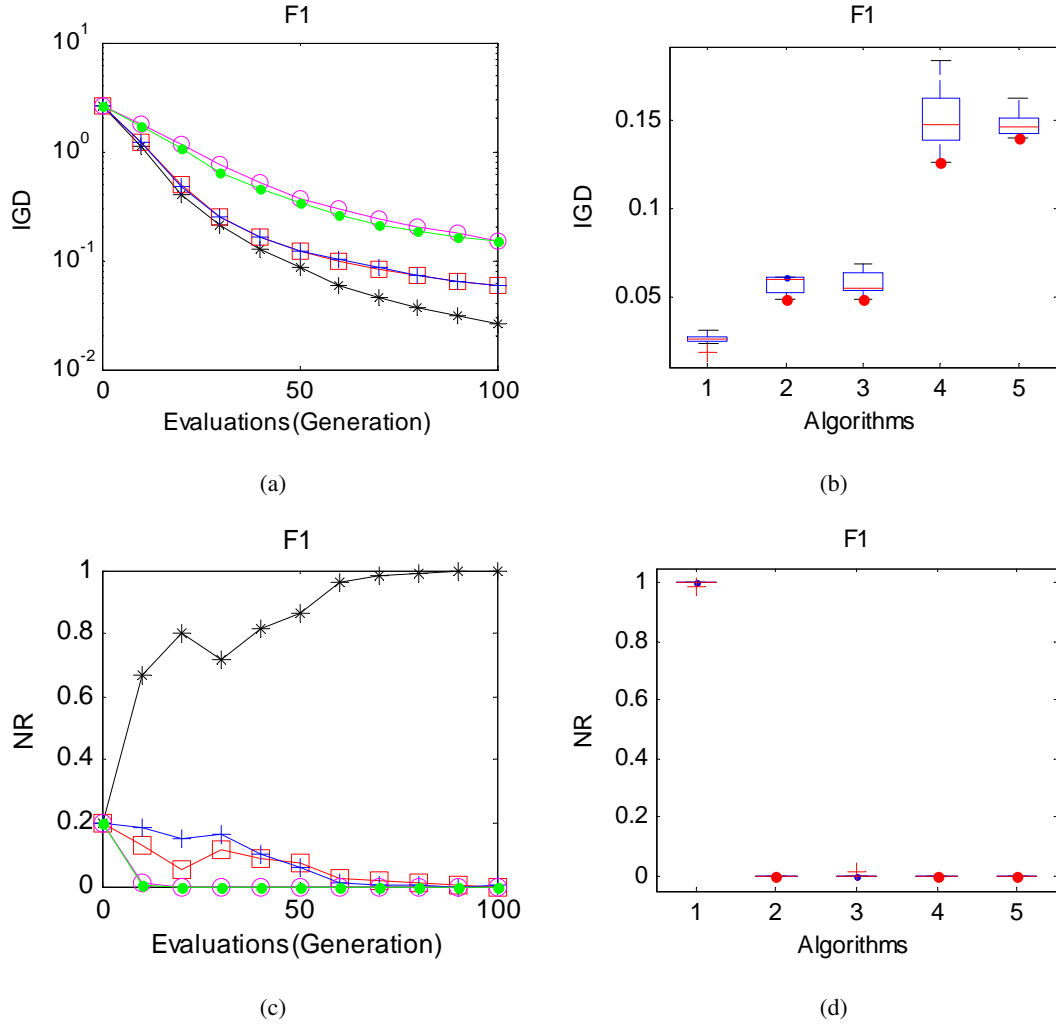 F1
10^1
10^0
10^-1
10^-2
IGD
0 50 100
Evaluations(Generation)
(a)
F1
0.15
0.1
0.05
IGD
1 2 3 4 5
Algorithms
(b)
F1
1
0.8
0.6
0.4
0.2
0
NR
0 50 100
Evaluations(Generation)
(c)
F1
1
0.8
0.6
0.4
0.2
0
NR
1 2 3 4 5
Algorithms
(d)